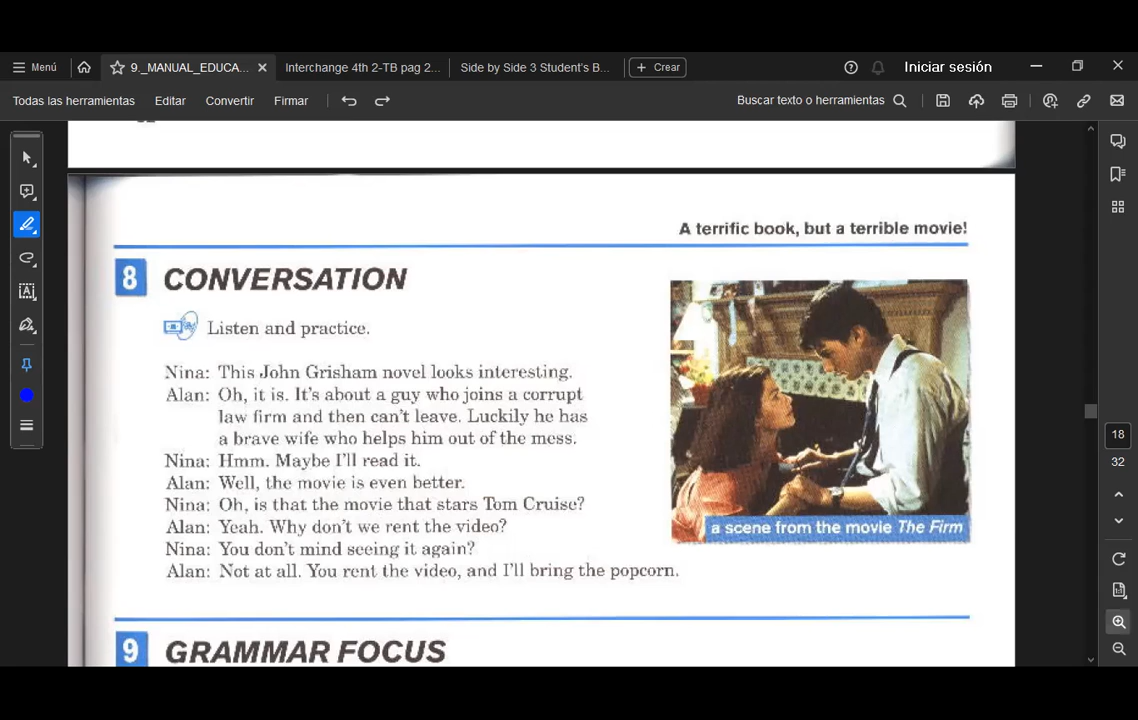 Menú
9._MANUAL_EDUCA...
Interchange 4th 2-TB pag 2...
Side by Side 3 Student's B...
Crear
Iniciar sesión
Todas las herramientas
Editar
Convertir
Firmar
Buscar texto o herramientas
A terrific book, but a terrible movie!
8 CONVERSATION
Listen and practice.
Nina: This John Grisham novel looks interesting.
Alan: Oh, it is. It's about a guy who joins a corrupt
law firm and then can't leave. Luckily he has
a brave wife who helps him out of the mess.
Nina: Hmm. Maybe I'll read it.
Alan: Well, the movie is even better.
Nina: Oh, is that the movie that stars Tom Cruise?
Alan: Yeah. Why don't we rent the video?
Nina: You don't mind seeing it again?
Alan: Not at all. You rent the video, and I'll bring the popcorn.
a scene from the movie The Firm
9 GRAMMAR FOCUS
18
32